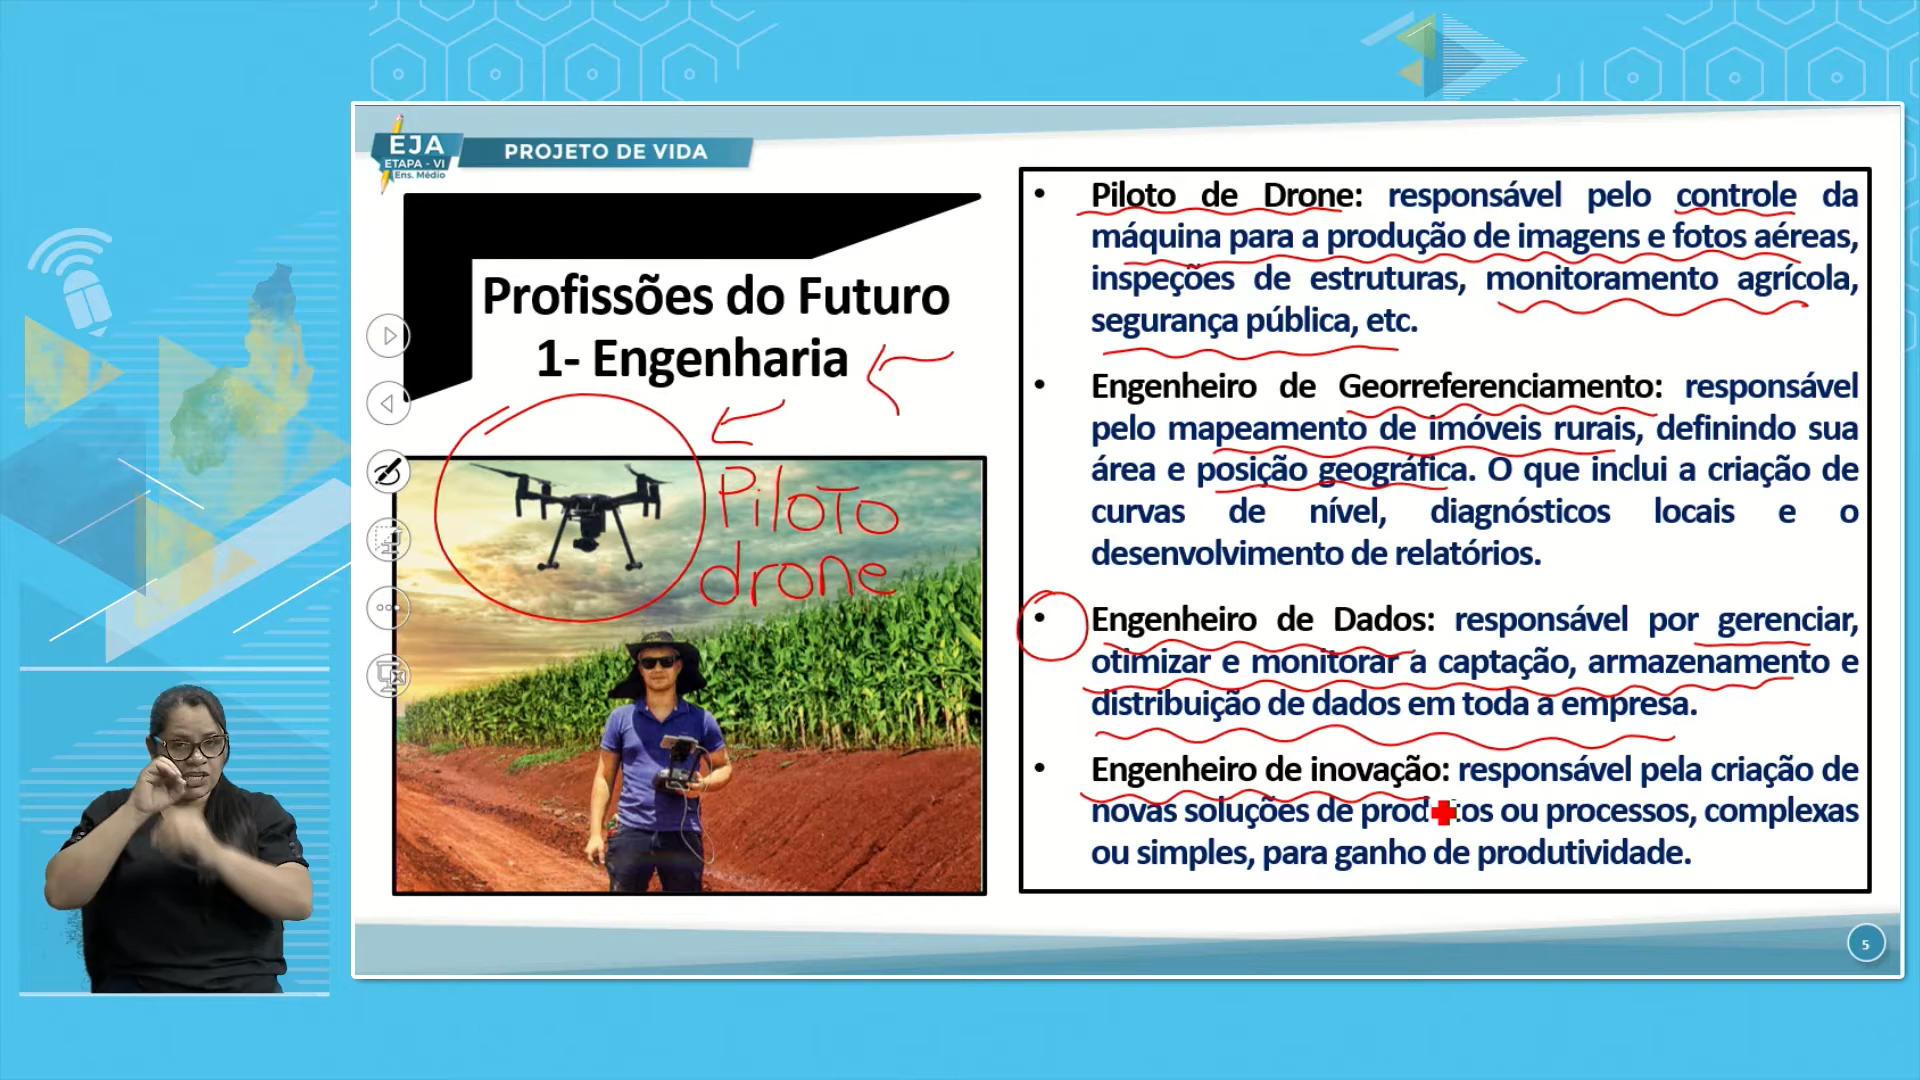 EJA
ETAPA - VI
Ens. Médio
PROJETO DE VIDA
Profissões do Futuro
1- Engenharia
Piloto
drone
• Piloto de Drone: responsável pelo controle da
máquina para a produção de imagens e fotos aéreas,
inspeções de estruturas, monitoramento agrícola,
segurança pública, etc.
• Engenheiro de Georreferenciamento: responsável
pelo mapeamento de imóveis rurais, definindo sua
área e posição geográfica. O que inclui a criação de
curvas de nível, diagnósticos locais e o
desenvolvimento de relatórios.
• Engenheiro de Dados: responsável por gerenciar,
otimizar e monitorar a captação, armazenamento e
distribuição de dados em toda a empresa.
• Engenheiro de inovação: responsável pela criação de
novas soluções de produtos ou processos, complexas
ou simples, para ganho de produtividade.
5